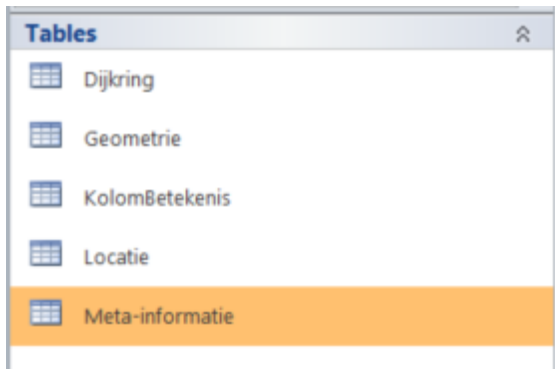 Tables
Dijkring
Geometrie
KolomBetekenis
Locatie
Meta-informatie